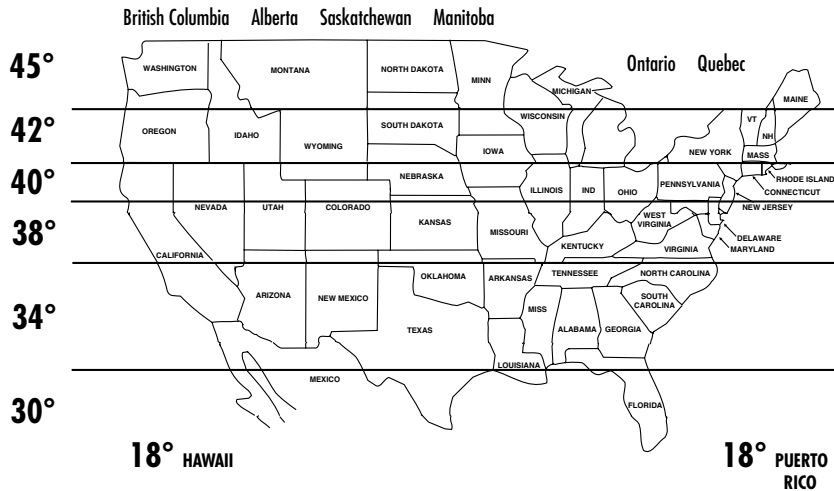 British Columbia Alberta Saskatchewan Manitoba
45° WASHINGTON MONTANA NORTH DAKOTA MINN MICHIGAN Ontario Quebec MAINE
42° OREGON IDAHO WYOMING SOUTH DAKOTA WISCONSIN IOWA NEW YORK VT NH MASS
40° NEBRASKA ILLINOIS IND OHIO PENNSYLVANIA RHODE ISLAND
CONNECTICUT
NEVADA UTAH COLORADO NEW JERSEY
38° KANSAS MISSOURI WEST
VIRGINIA
KENTUCKY VIRGINIA DELAWARE
MARYLAND
CALIFORNIA
34° ARIZONA NEW MEXICO OKLAHOMA ARKANSAS TENNESSEE NORTH CAROLINA
SOUTH
CAROLINA
TEXAS MISS ALABAMA GEORGIA
LOUISIANA
30° MEXICO FLORIDA
18° HAWAII 18° PUERTO
RICO